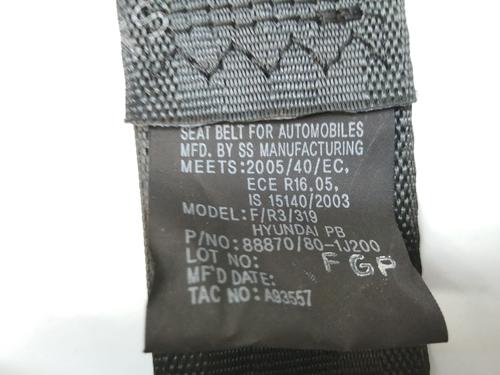 SEAT BELT FOR AUTOMOBILES
MFD. BY SS MANUFACTURING
MEETS:2005/40/EC,
ECE R16.05,
IS 15140/2003
MODEL: F/R3/319
HYUNDAI PB
P/NO: 88870/80-1J200
LOT NO: FGP
MF'D DATE:
TAC NO: A93557